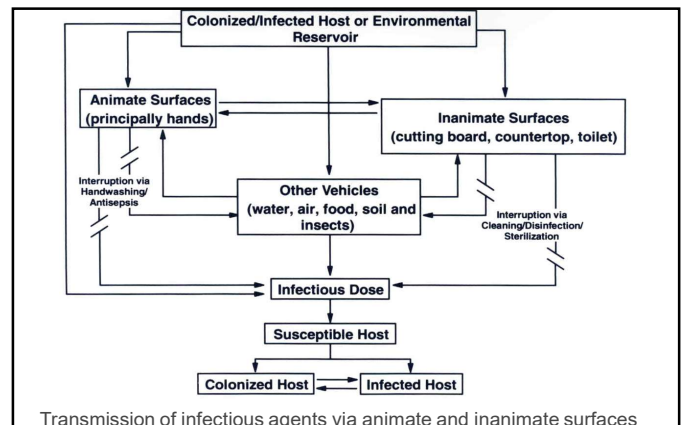 Colonized/Infected Host or Environmental
Reservoir
Animate Surfaces
(principally hands)
Inanimate Surfaces
(cutting board, countertop, toilet)
Interruption via
Handwashing/
Antisepsis
Other Vehicles
(water, air, food, soil and
insects)
Interruption via
Cleaning/Disinfection/
Sterilization
Infectious Dose
Susceptible Host
Colonized Host
Infected Host
Transmission of infectious agents via animate and inanimate surfaces